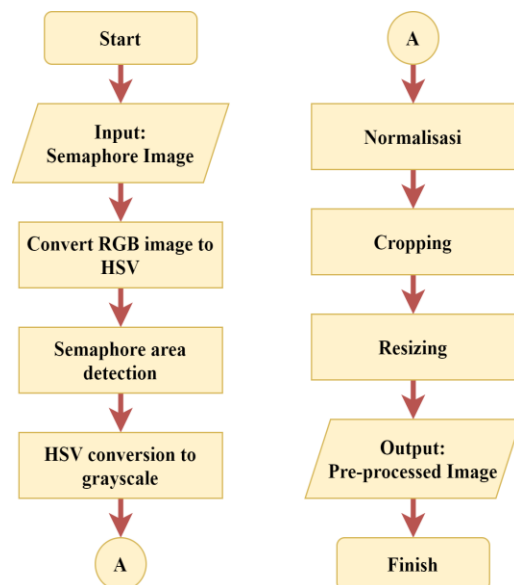 Start
Input:
Semaphore Image
Convert RGB image to
HSV
Semaphore area
detection
HSV conversion to
grayscale
A
A
Normalisasi
Cropping
Resizing
Output:
Pre-processed Image
Finish